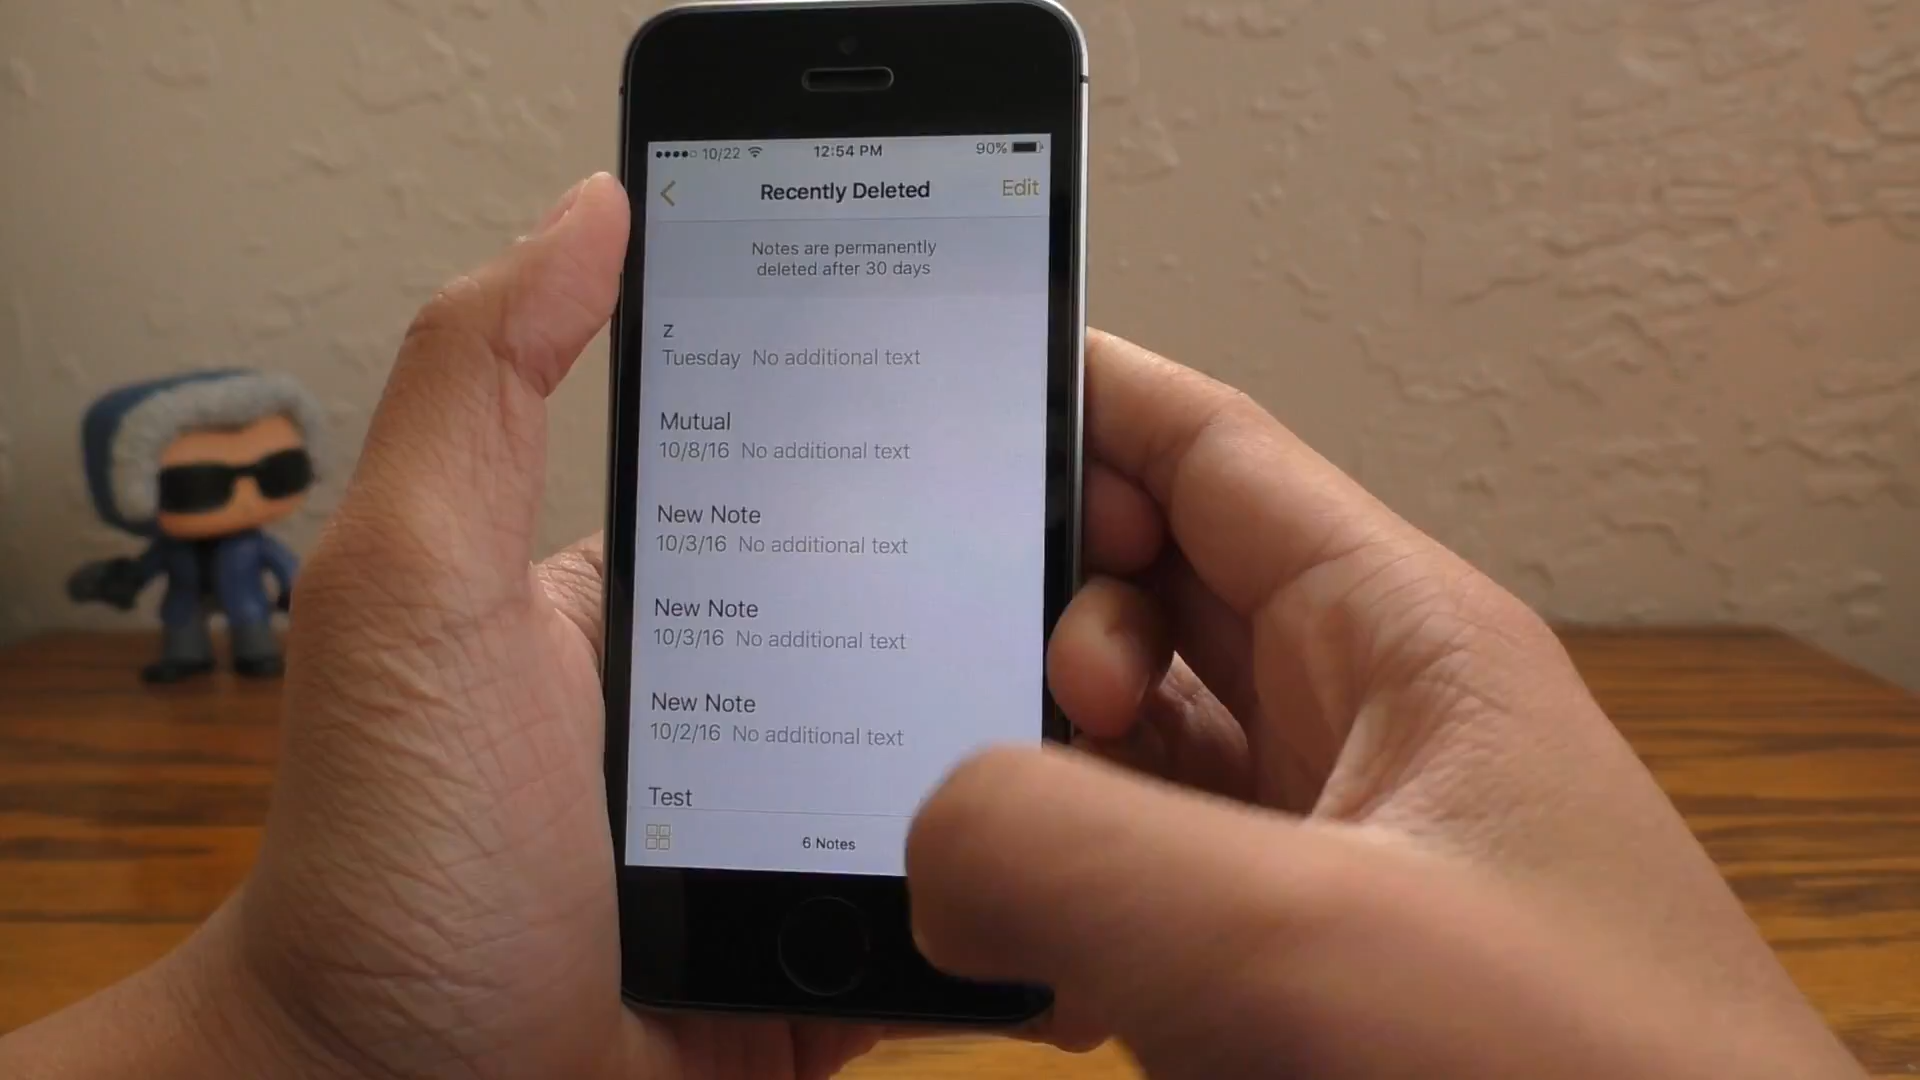 10/22 12:54 PM 90%
Recently Deleted Edit
Notes are permanently
deleted after 30 days
z
Tuesday No additional text
Mutual
10/8/16 No additional text
New Note
10/3/16 No additional text
New Note
10/3/16 No additional text
New Note
10/2/16 No additional text
Test
6 Notes